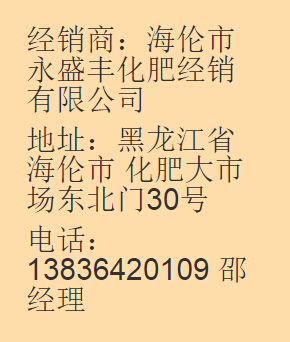 经销商：海伦市
永盛丰化肥经销
有限公司
地址：黑龙江省
海伦市 化肥大市
场东北门30号
电话：
13836420109 邵
经理